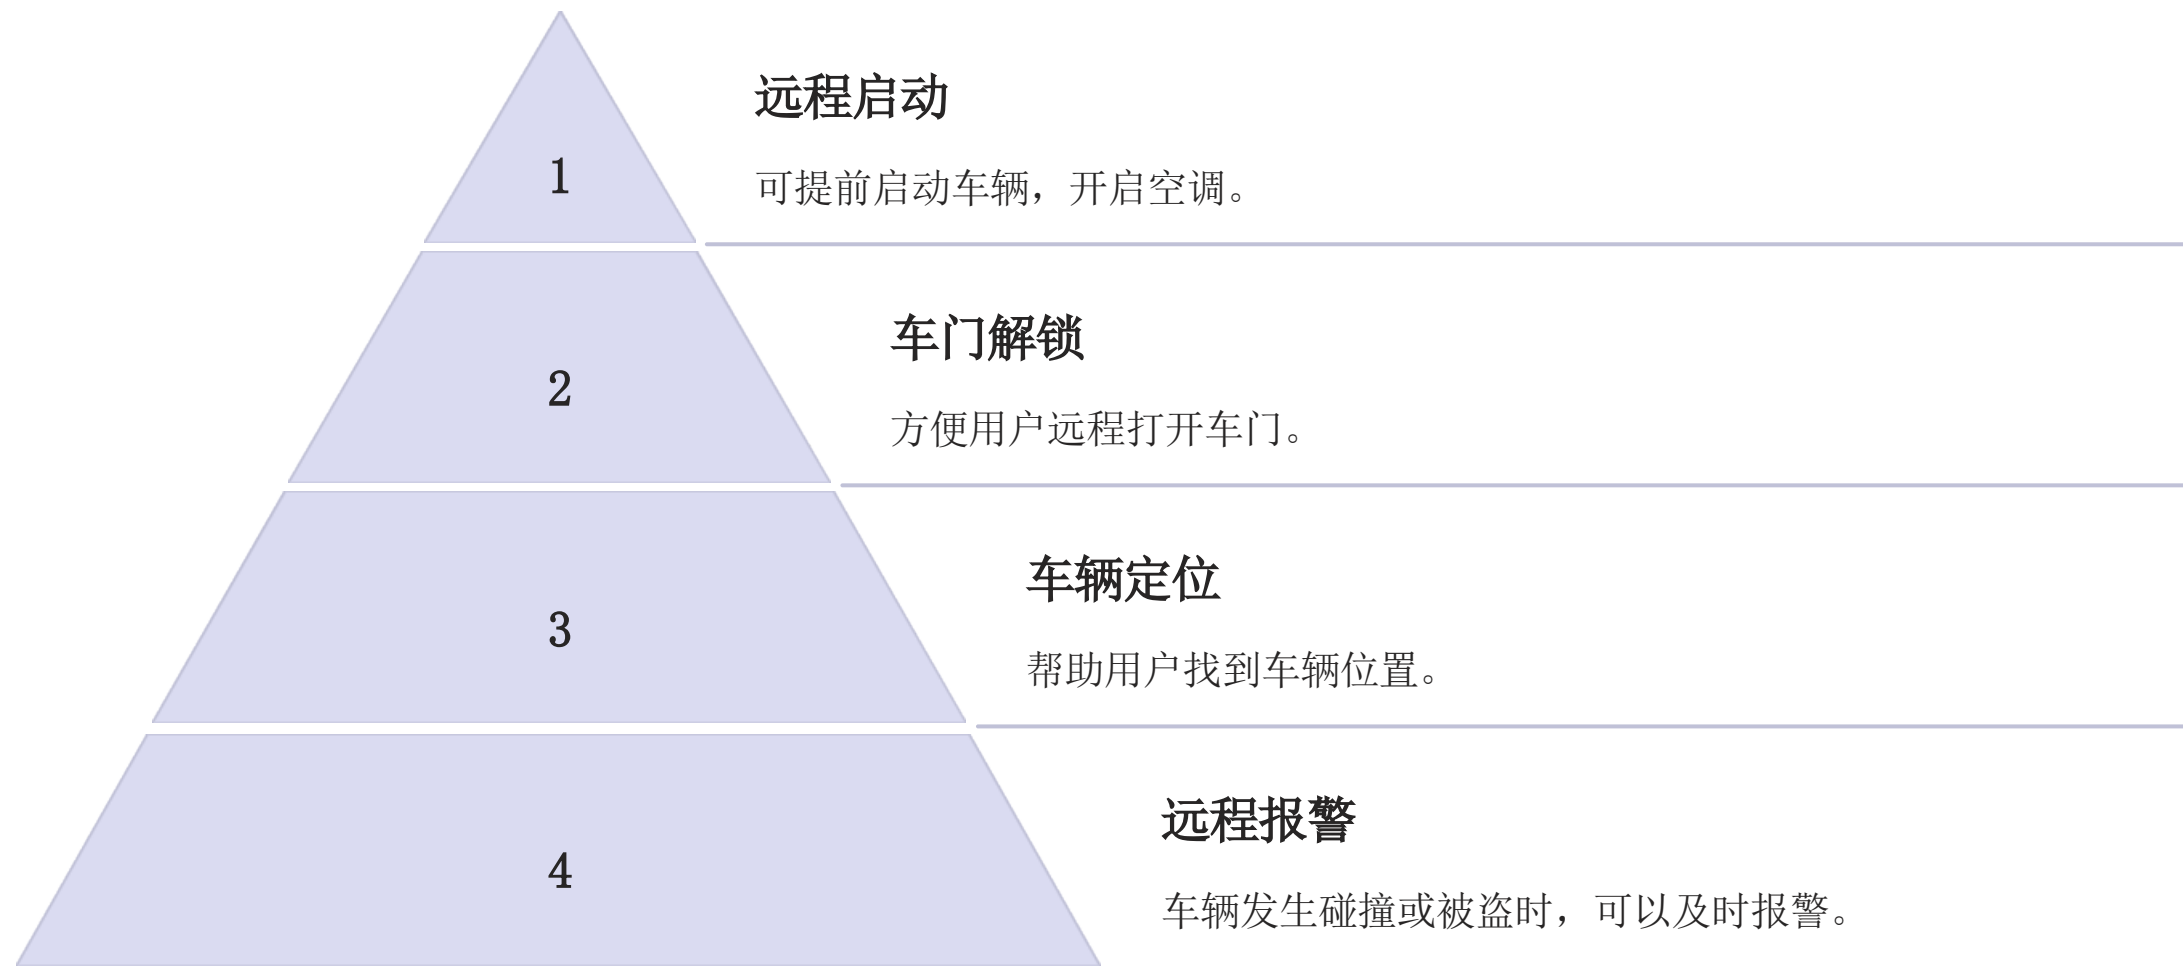 1
远程启动
可提前启动车辆，开启空调。
2
车门解锁
方便用户远程打开车门。
3
车辆定位
帮助用户找到车辆位置。
4
远程报警
车辆发生碰撞或被盗时，可以及时报警。